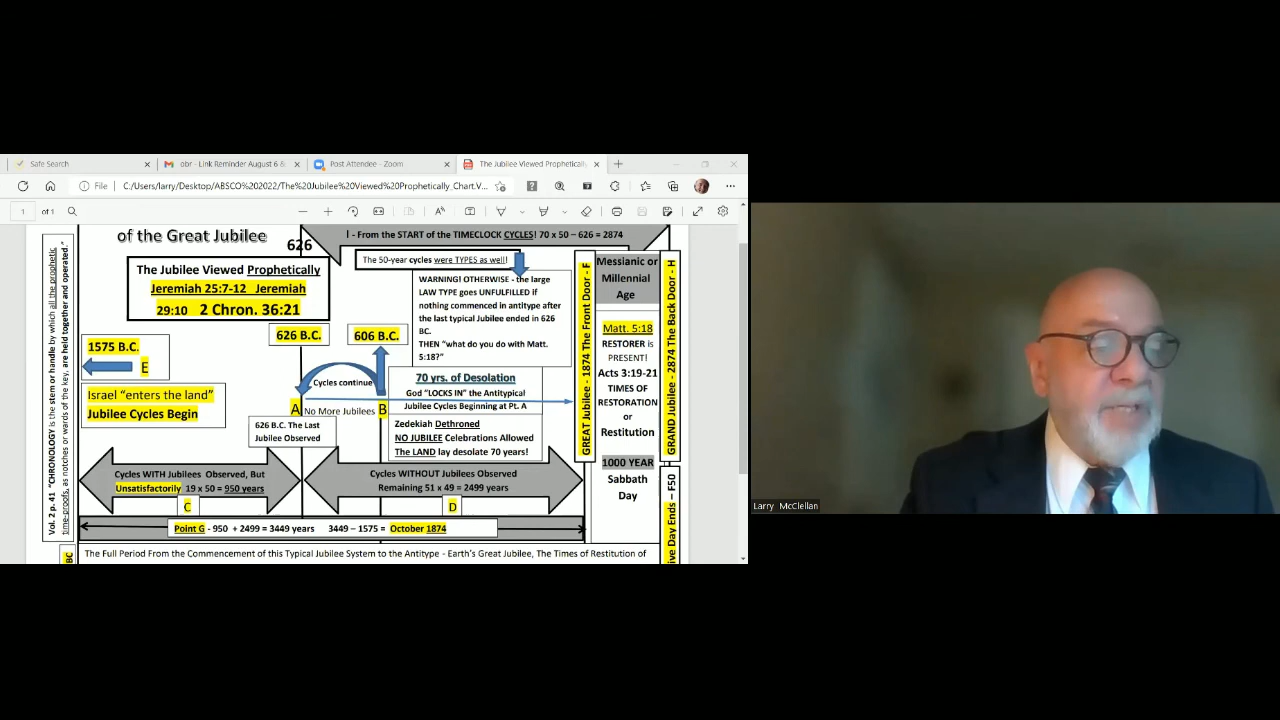 Safe Search
obr - Link Reminder August 6 &
Post Attendee - Zoom
The Jubilee Viewed Prophetically
File
C:/Users/larry/Desktop/ABSCO%202022/The%20Jubilee%20Viewed%20Prophetically_Chart.V...
1 of 1
of the Great Jubilee
626
I - From the START of the TIMECLOCK CYCLES! 70 x 50 – 626 = 2874
The 50-year cycles were TYPES as well!
Vol. 2 p. 41 "CHRONOLOGY is the stem or handle by which all the prophetic
time-proofs, as notches or wards of the key, are held together and operated."
The Jubilee Viewed Prophetically
Jeremiah 25:7-12 Jeremiah
29:10 2 Chron. 36:21
WARNING! OTHERWISE - the large
LAW TYPE goes UNFULFILLED if
nothing commenced in antitype after
the last typical Jubilee ended in 626
BC.
THEN "what do you do with Matt.
5:18?"
GREAT Jubilee - 1874 The Front Door - F
Messianic or
Millennial
Age
GRAND Jubilee - 2874 The Back Door - H
Matt. 5:18
RESTORER is
PRESENT!
Acts 3:19-21
TIMES OF
RESTORATION
or
Restitution
1000 YEAR
Sabbath
Day
626 B.C.
606 B.C.
1575 B.C.
E
Israel "enters the land"
Jubilee Cycles Begin
Cycles continue
A No More Jubilees B
626 B.C. The Last
Jubilee Observed
70 yrs. of Desolation
God "LOCKS IN" the Antitypical
Jubilee Cycles Beginning at Pt. A
Zedekiah Dethroned
NO JUBILEE Celebrations Allowed
The LAND lay desolate 70 years!
Cycles WITH Jubilees Observed, But
Unsatisfactorily 19 x 50 = 950 years
C
Cycles WITHOUT Jubilees Observed
Remaining 51 x 49 = 2499 years
D
Point G - 950 + 2499 = 3449 years 3449 – 1575 = October 1874
BC
The Full Period From the Commencement of this Typical Jubilee System to the Antitype - Earth's Great Jubilee, The Times of Restitution of
ive Day Ends – F50
Larry McClellan